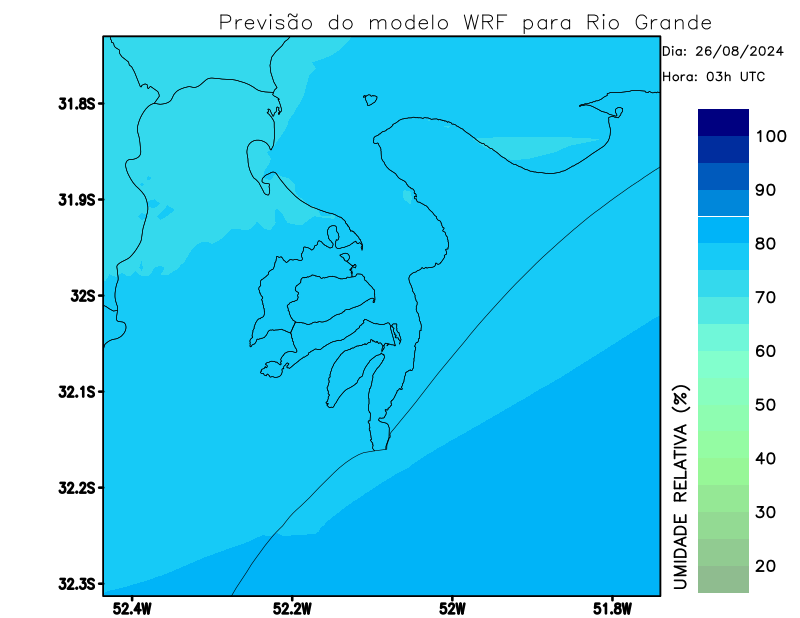 Previsão do modelo WRF para Rio Grande
Dia: 26/08/2024
Hora: 03h UTC
31.8S
31.9S
32S
32.1S
32.2S
32.3S
52.4W
52.2W
52W
51.8W
100
90
80
70
60
50
40
30
20
UMIDADE RELATIVA (%)